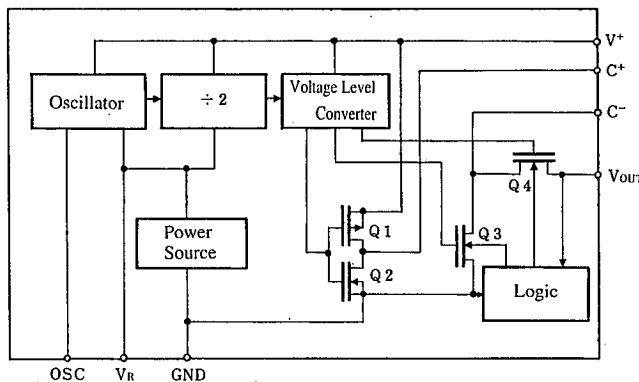 V+
C+
Oscillator
÷ 2
Voltage Level
Converter
C−
VOUT
Q 4
Q 1
Q 3
Power
Source
Q 2
Logic
OSC
VR
GND